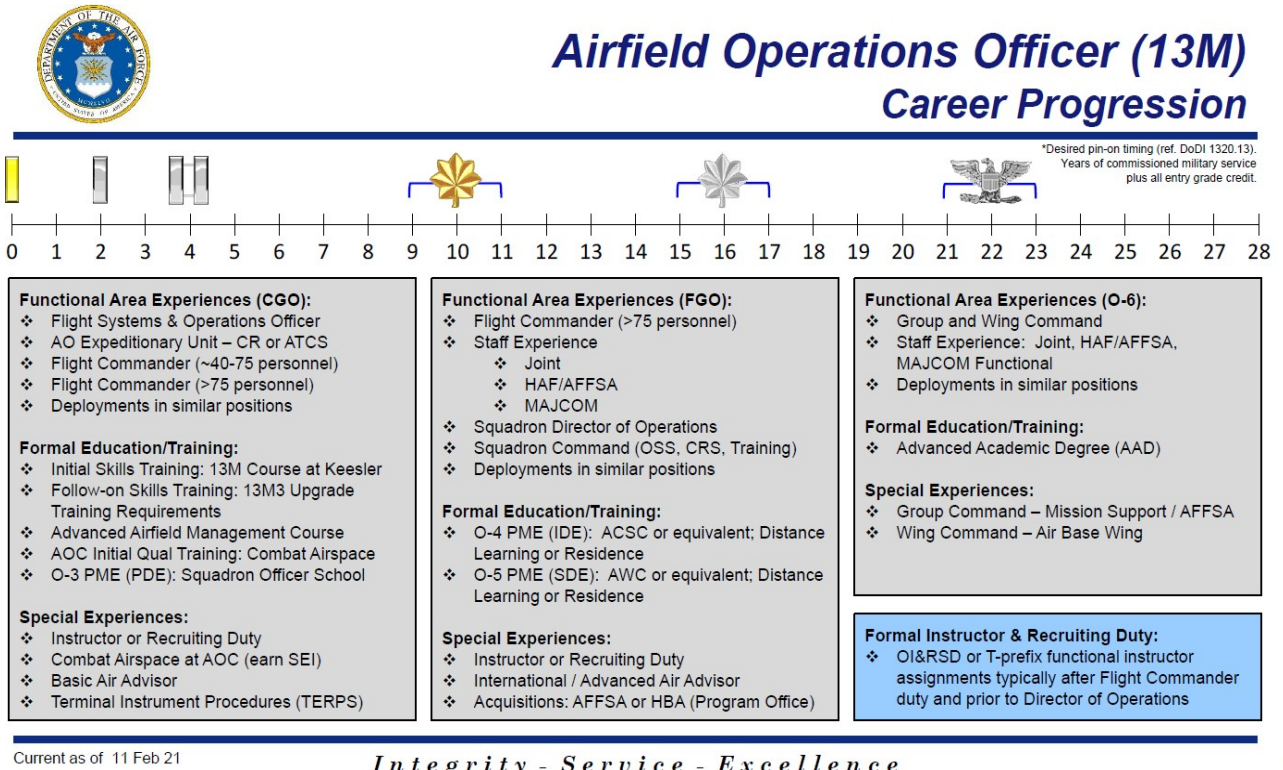 DEPARTMENT OF THE AIR FORCE
MCMXLVII
UNITED STATES OF AMERICA
Airfield Operations Officer (13M)
Career Progression
*Desired pin-on timing (ref. DoDI 1320.13).
Years of commissioned military service
plus all entry grade credit.
0 1 2 3 4 5 6 7 8 9 10 11 12 13 14 15 16 17 18 19 20 21 22 23 24 25 26 27 28
Functional Area Experiences (CGO):
❖ Flight Systems & Operations Officer
❖ AO Expeditionary Unit – CR or ATCS
❖ Flight Commander (~40-75 personnel)
❖ Flight Commander (>75 personnel)
❖ Deployments in similar positions
Formal Education/Training:
❖ Initial Skills Training: 13M Course at Keesler
❖ Follow-on Skills Training: 13M3 Upgrade
Training Requirements
❖ Advanced Airfield Management Course
❖ AOC Initial Qual Training: Combat Airspace
❖ O-3 PME (PDE): Squadron Officer School
Special Experiences:
❖ Instructor or Recruiting Duty
❖ Combat Airspace at AOC (earn SEI)
❖ Basic Air Advisor
❖ Terminal Instrument Procedures (TERPS)
Functional Area Experiences (FGO):
❖ Flight Commander (>75 personnel)
❖ Staff Experience
❖ Joint
❖ HAF/AFFSA
❖ MAJCOM
❖ Squadron Director of Operations
❖ Squadron Command (OSS, CRS, Training)
❖ Deployments in similar positions
Formal Education/Training:
❖ O-4 PME (IDE): ACSC or equivalent; Distance
Learning or Residence
❖ O-5 PME (SDE): AWC or equivalent; Distance
Learning or Residence
Special Experiences:
❖ Instructor or Recruiting Duty
❖ International / Advanced Air Advisor
❖ Acquisitions: AFFSA or HBA (Program Office)
Functional Area Experiences (O-6):
❖ Group and Wing Command
❖ Staff Experience: Joint, HAF/AFFSA,
MAJCOM Functional
❖ Deployments in similar positions
Formal Education/Training:
❖ Advanced Academic Degree (AAD)
Special Experiences:
❖ Group Command – Mission Support / AFFSA
❖ Wing Command – Air Base Wing
Formal Instructor & Recruiting Duty:
❖ OI&RSD or T-prefix functional instructor
assignments typically after Flight Commander
duty and prior to Director of Operations
Current as of 11 Feb 21
Integrity - Service - Excellence